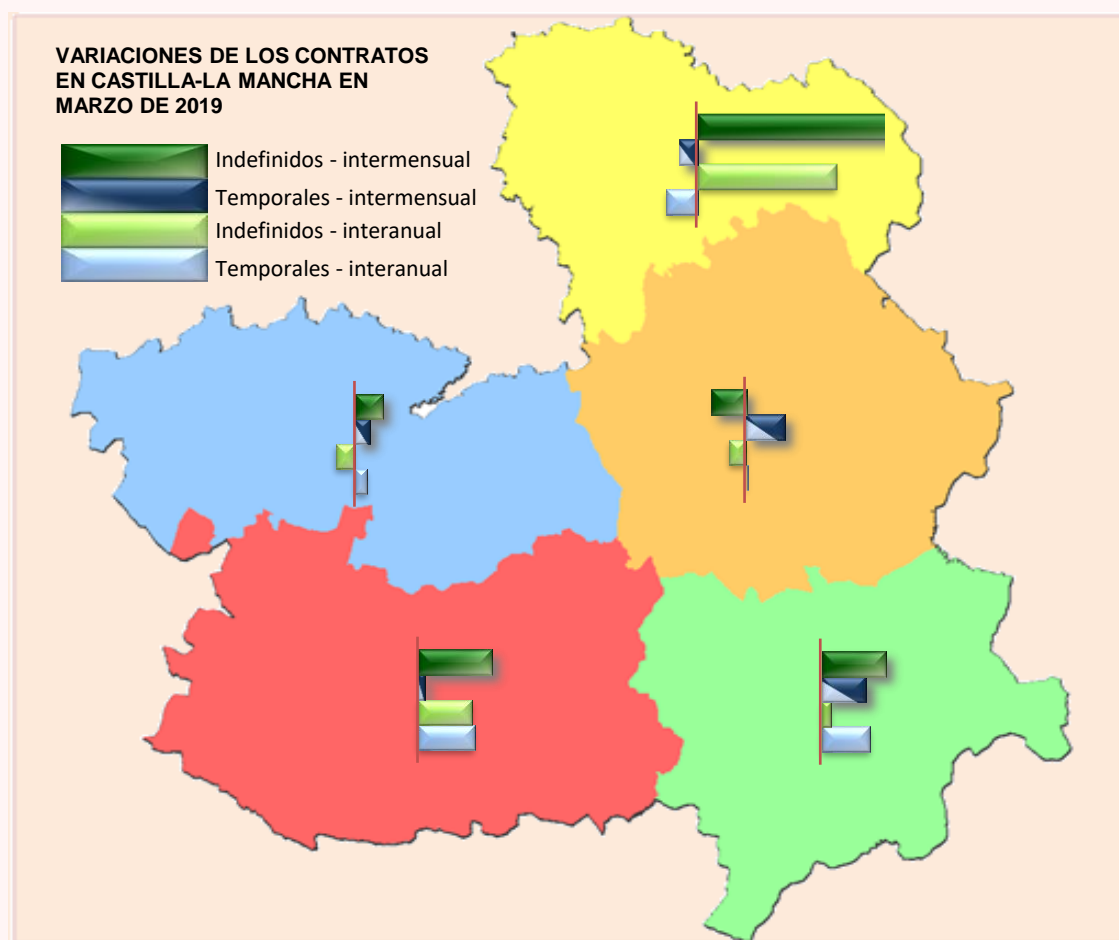 VARIACIONES DE LOS CONTRATOS
EN CASTILLA-LA MANCHA EN
MARZO DE 2019
Indefinidos - intermensual
Temporales - intermensual
Indefinidos - interanual
Temporales - interanual